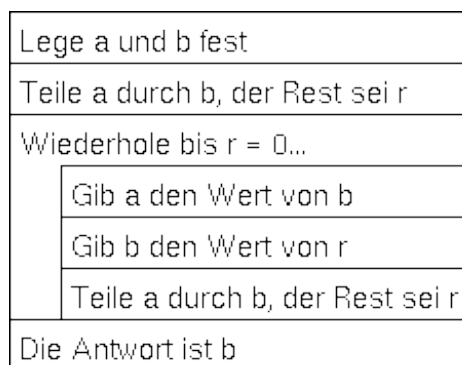 Lege a und b fest
Teile a durch b, der Rest sei r
Wiederhole bis r = 0...
Gib a den Wert von b
Gib b den Wert von r
Teile a durch b, der Rest sei r
Die Antwort ist b